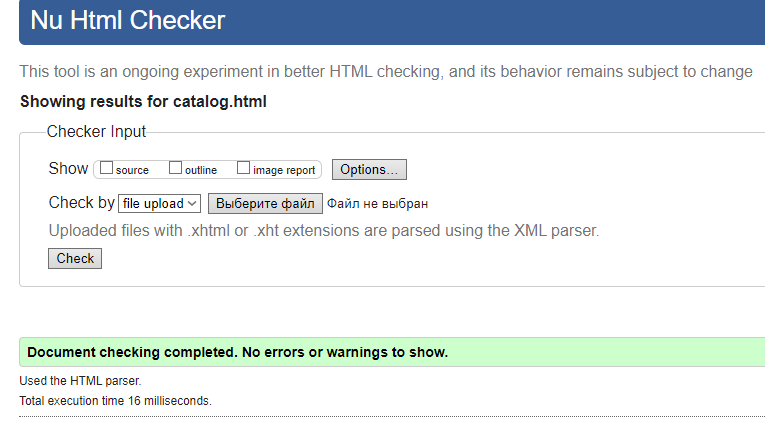 Nu Html Checker
This tool is an ongoing experiment in better HTML checking, and its behavior remains subject to change
Showing results for catalog.html
Checker Input
Show source outline image report Options...
Check by file upload Выберите файл Файл не выбран
Uploaded files with .xhtml or .xht extensions are parsed using the XML parser.
Check
Document checking completed. No errors or warnings to show.
Used the HTML parser.
Total execution time 16 milliseconds.